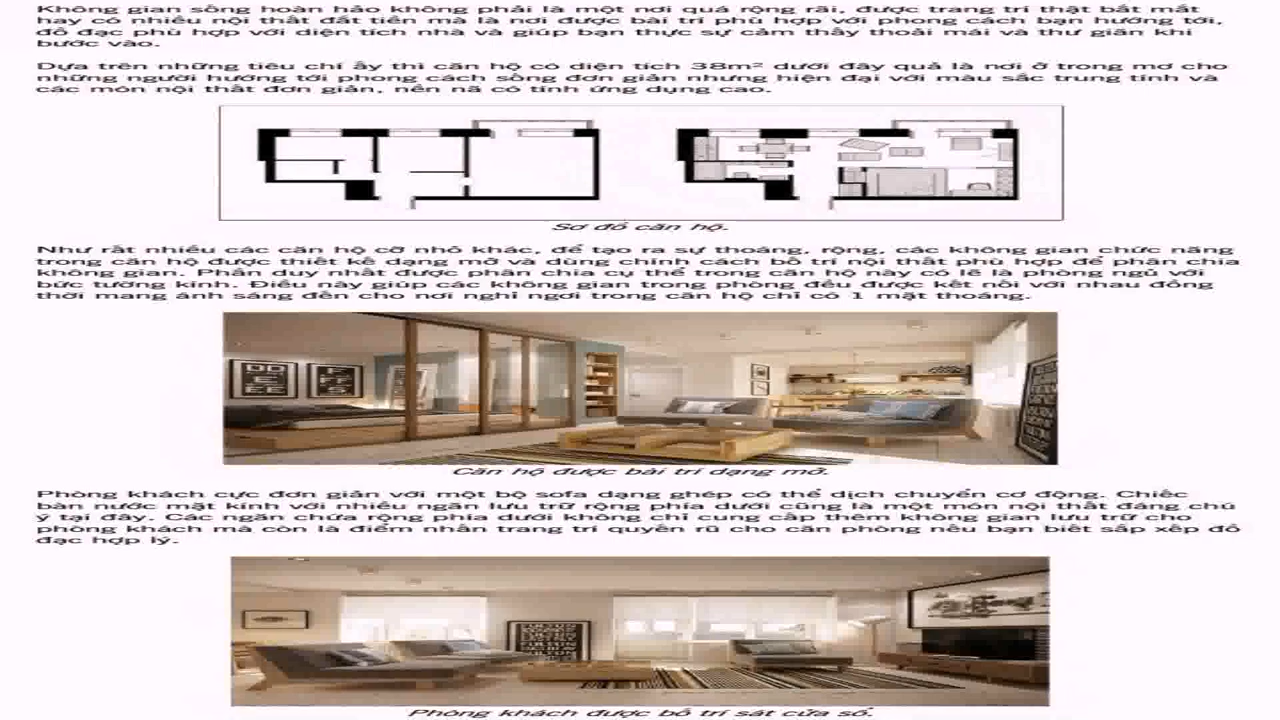 Không gian sống hoàn hảo không phải là một nơi quá rộng rãi, được trang trí thật bắt mắt
hay có nhiều nội thất đắt tiền mà là nơi được bài trí phù hợp với phong cách bạn hướng tới,
đồ đạc phù hợp với diện tích nhà và giúp bạn thực sự cảm thấy thoải mái và thư giãn khi
bước vào.
Dựa trên những tiêu chí ấy thì căn hộ có diện tích 38m² dưới đây quả là nơi ở trong mơ cho
những người hướng tới phong cách sống đơn giản nhưng hiện đại với màu sắc trung tính và
các món nội thất đơn giản, nền nã có tính ứng dụng cao.
Sơ đồ căn hộ.
Như rất nhiều các căn hộ cỡ nhỏ khác, để tạo ra sự thoáng, rộng, các không gian chức năng
trong căn hộ được thiết kế dạng mở và dùng chính cách bố trí nội thất phù hợp để phân chia
không gian. Phần duy nhất được phân chia cụ thể trong căn hộ này có lẽ là phòng ngủ với
bức tường kính. Điều này giúp các không gian trong phòng đều được kết nối với nhau đồng
thời mang ánh sáng đến cho nơi nghỉ ngơi trong căn hộ chỉ có 1 mặt thoáng.
Căn hộ được bài trí dạng mở.
Phòng khách cực đơn giản với một bộ sofa dạng ghép có thể dịch chuyển cơ động. Chiếc
bàn nước mặt kính với nhiều ngăn lưu trữ rộng phía dưới cũng là một món nội thất đáng chú
ý tại đây. Các ngăn chứa rộng phía dưới không chỉ cung cấp thêm không gian lưu trữ cho
phòng khách mà còn là điểm nhấn trang trí quyến rũ cho căn phòng nếu bạn biết sắp xếp đồ
đạc hợp lý.
FULTON
Phòng khách được bố trí sát cửa sổ.